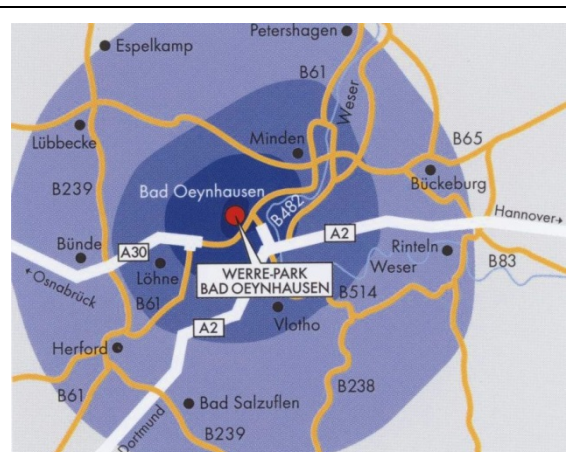 Petershagen
Espelkamp
B61
Weser
Lübbecke
Minden
B65
B239
Bad Oeynhausen
Bückeburg
B482
Hannover
A2
Bünde
A30
Rinteln
WERRE-PARK
BAD OEYNHAUSEN
Weser
B83
Osnabrück
Löhne
B61
B514
Vlotho
A2
Herford
B238
B61
Bad Salzuflen
Dortmund
B239